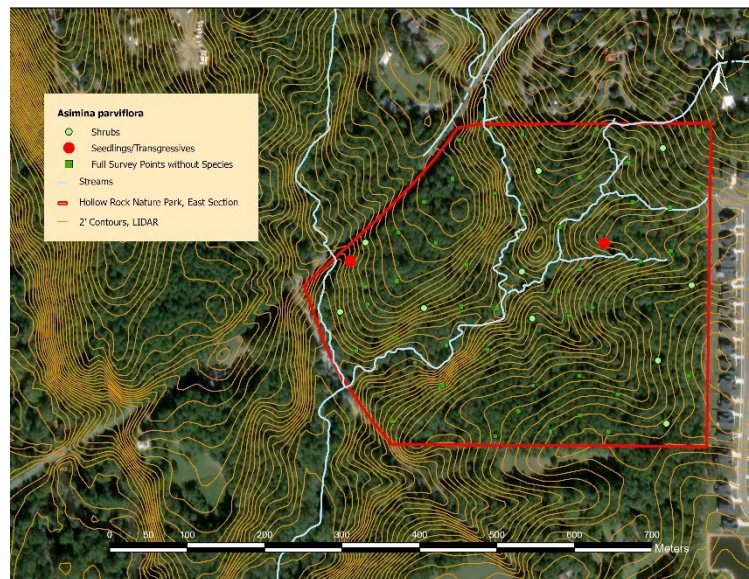 N
Asimina parviflora
Shrubs
Seedlings/Transgressives
Full Survey Points without Species
Streams
Hollow Rock Nature Park, East Section
2' Contours, LIDAR
0 50 100 200 300 400 500 600 700
Meters